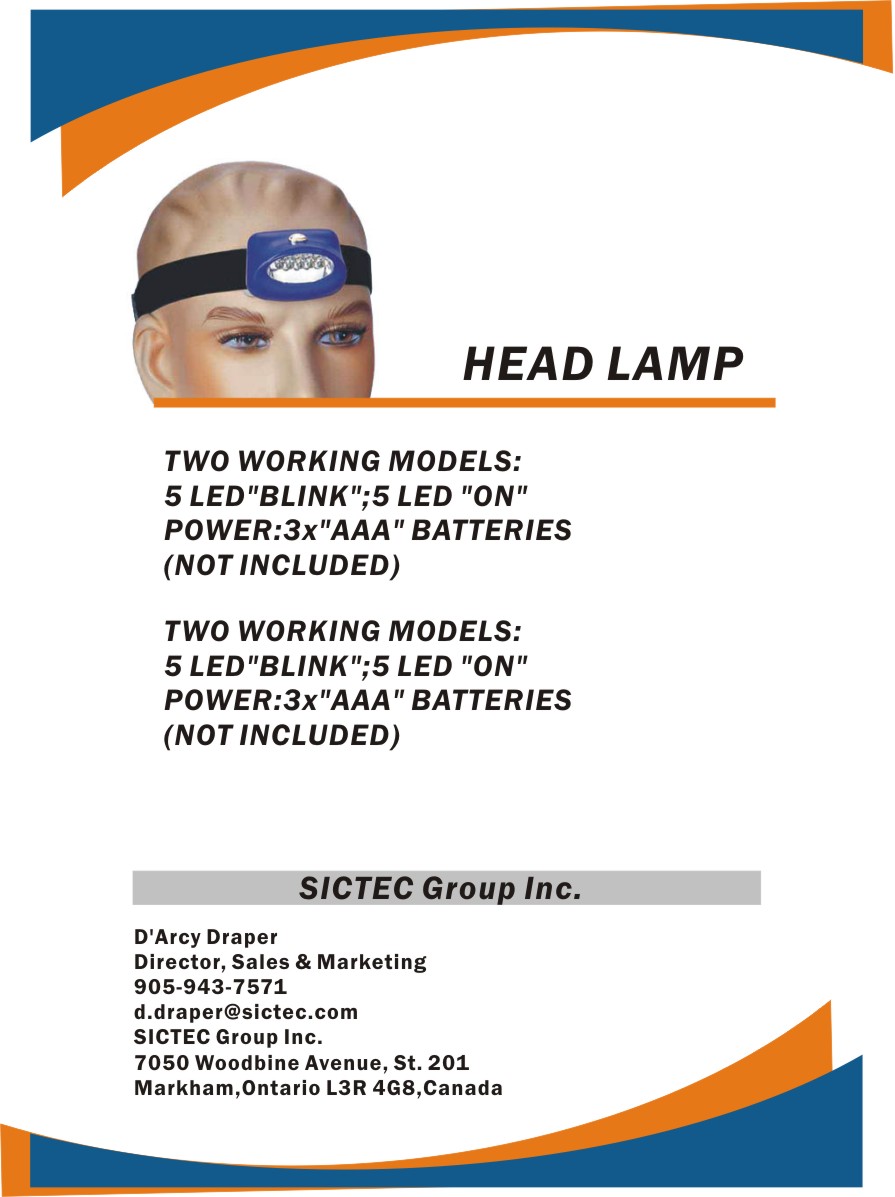 HEAD LAMP
TWO WORKING MODELS:
5 LED"BLINK";5 LED "ON"
POWER:3x"AAA" BATTERIES
(NOT INCLUDED)
TWO WORKING MODELS:
5 LED"BLINK";5 LED "ON"
POWER:3x"AAA" BATTERIES
(NOT INCLUDED)
SICTEC Group Inc.
D'Arcy Draper
Director, Sales & Marketing
905-943-7571
d.draper@sictec.com
SICTEC Group Inc.
7050 Woodbine Avenue, St. 201
Markham,Ontario L3R 4G8,Canada